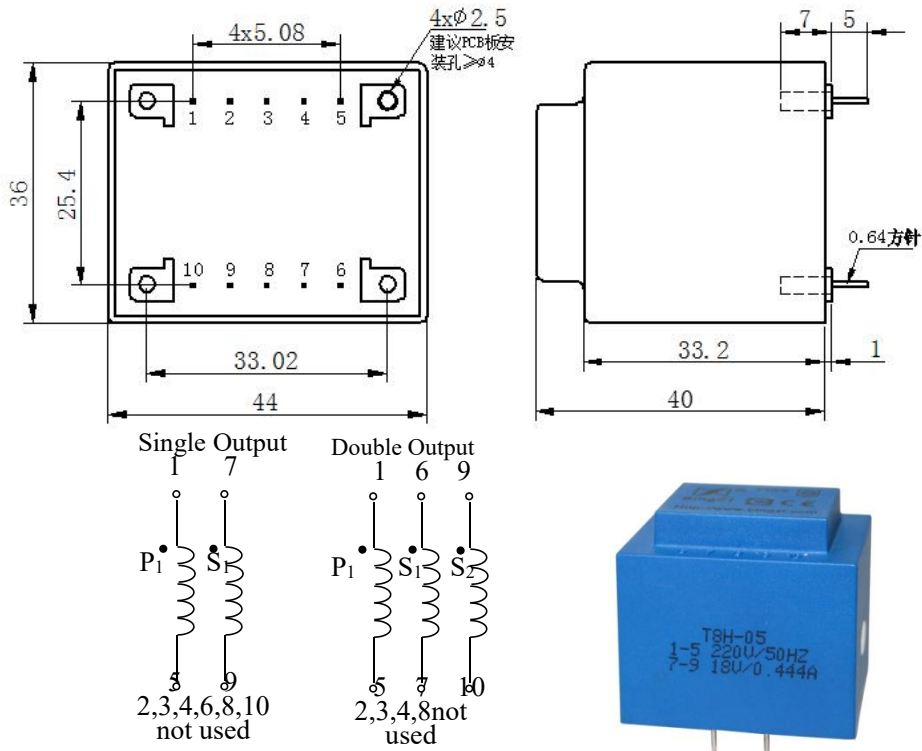 4x5.08
4xØ2.5
建议PCB板安
装孔≥ø4
7
5
1
2
3
4
5
36
25.4
10
9
8
7
6
0.64方针
33.02
44
33.2
1
40
Single Output
1
7
P1
S1
5
9
2,3,4,6,8,10
not used
Double Output
1
6
9
P1
S1
S2
5
7
10
2,3,4,8not
used
T8H-05
1-5 220V/50HZ
7-9 18V/0.444A